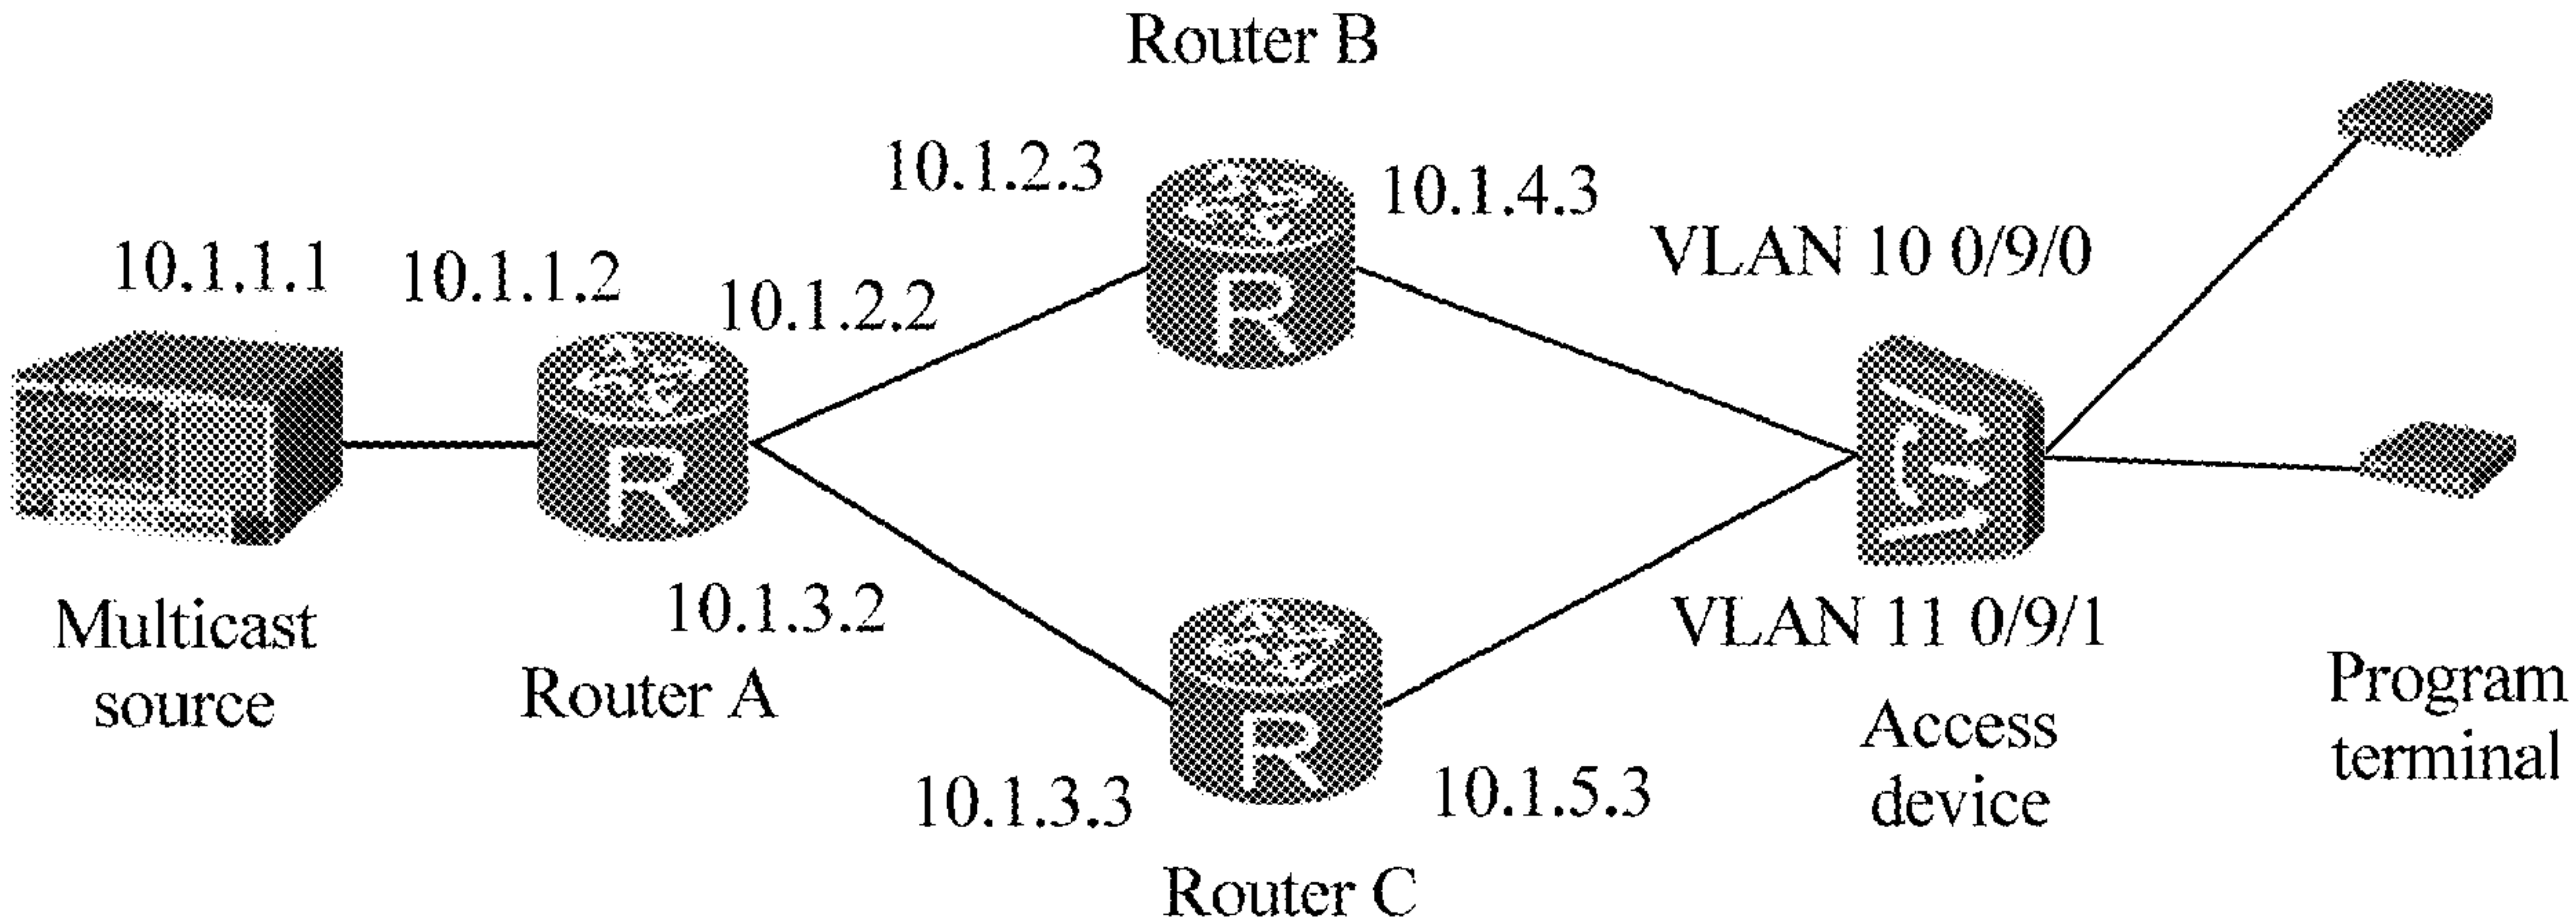 Router B
10.1.2.3
10.1.4.3
10.1.1.1
10.1.1.2
10.1.2.2
VLAN 10 0/9/0
R
R
Multicast
source
10.1.3.2
Router A
VLAN 11 0/9/1
Access
device
Program
terminal
R
10.1.3.3
10.1.5.3
Router C